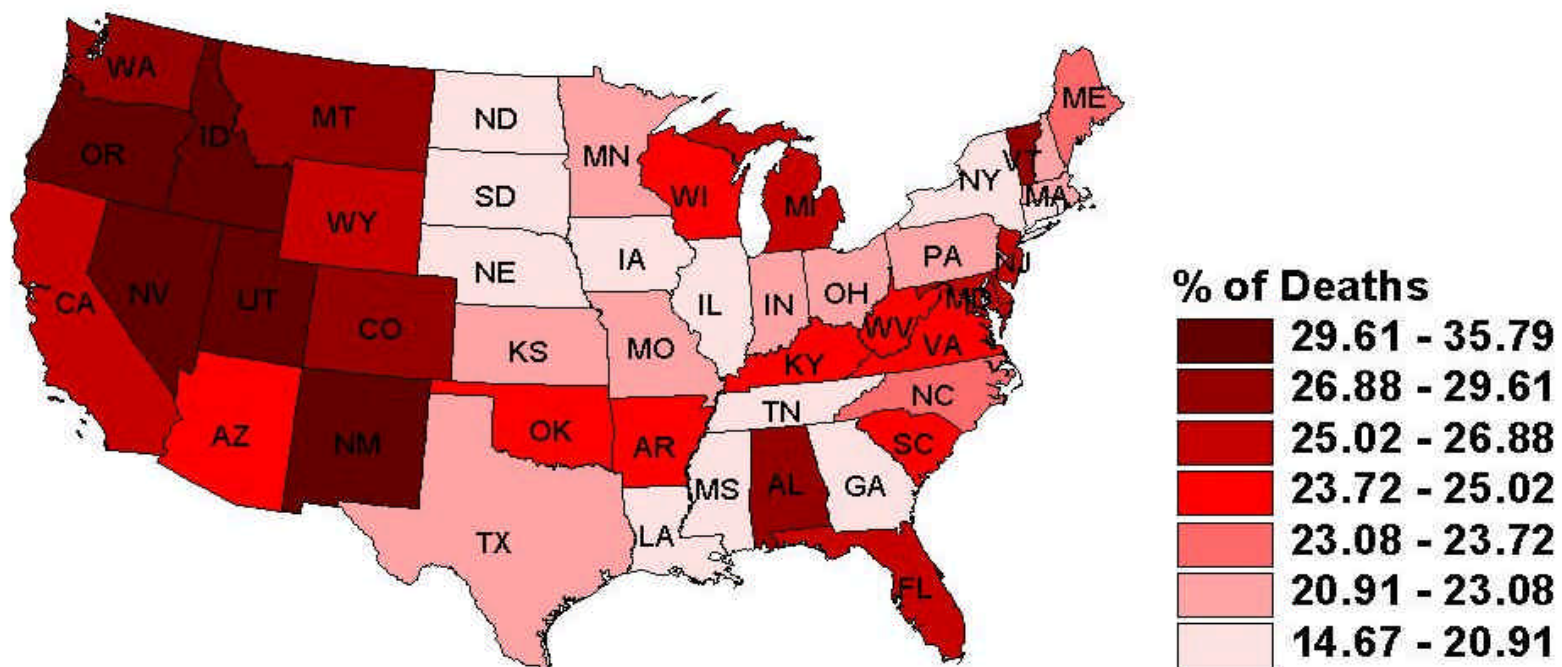 WA
MT
ND
ME
OR
ID
MN
VT
SD
WI
NY
MA
WY
MI
NE
IA
PA
NV
UT
IL
IN
OH
NJ
CA
CO
MD
KS
MO
WV
VA
KY
AZ
NM
OK
TN
NC
AR
SC
MS
AL
GA
TX
LA
FL
% of Deaths
29.61 - 35.79
26.88 - 29.61
25.02 - 26.88
23.72 - 25.02
23.08 - 23.72
20.91 - 23.08
14.67 - 20.91